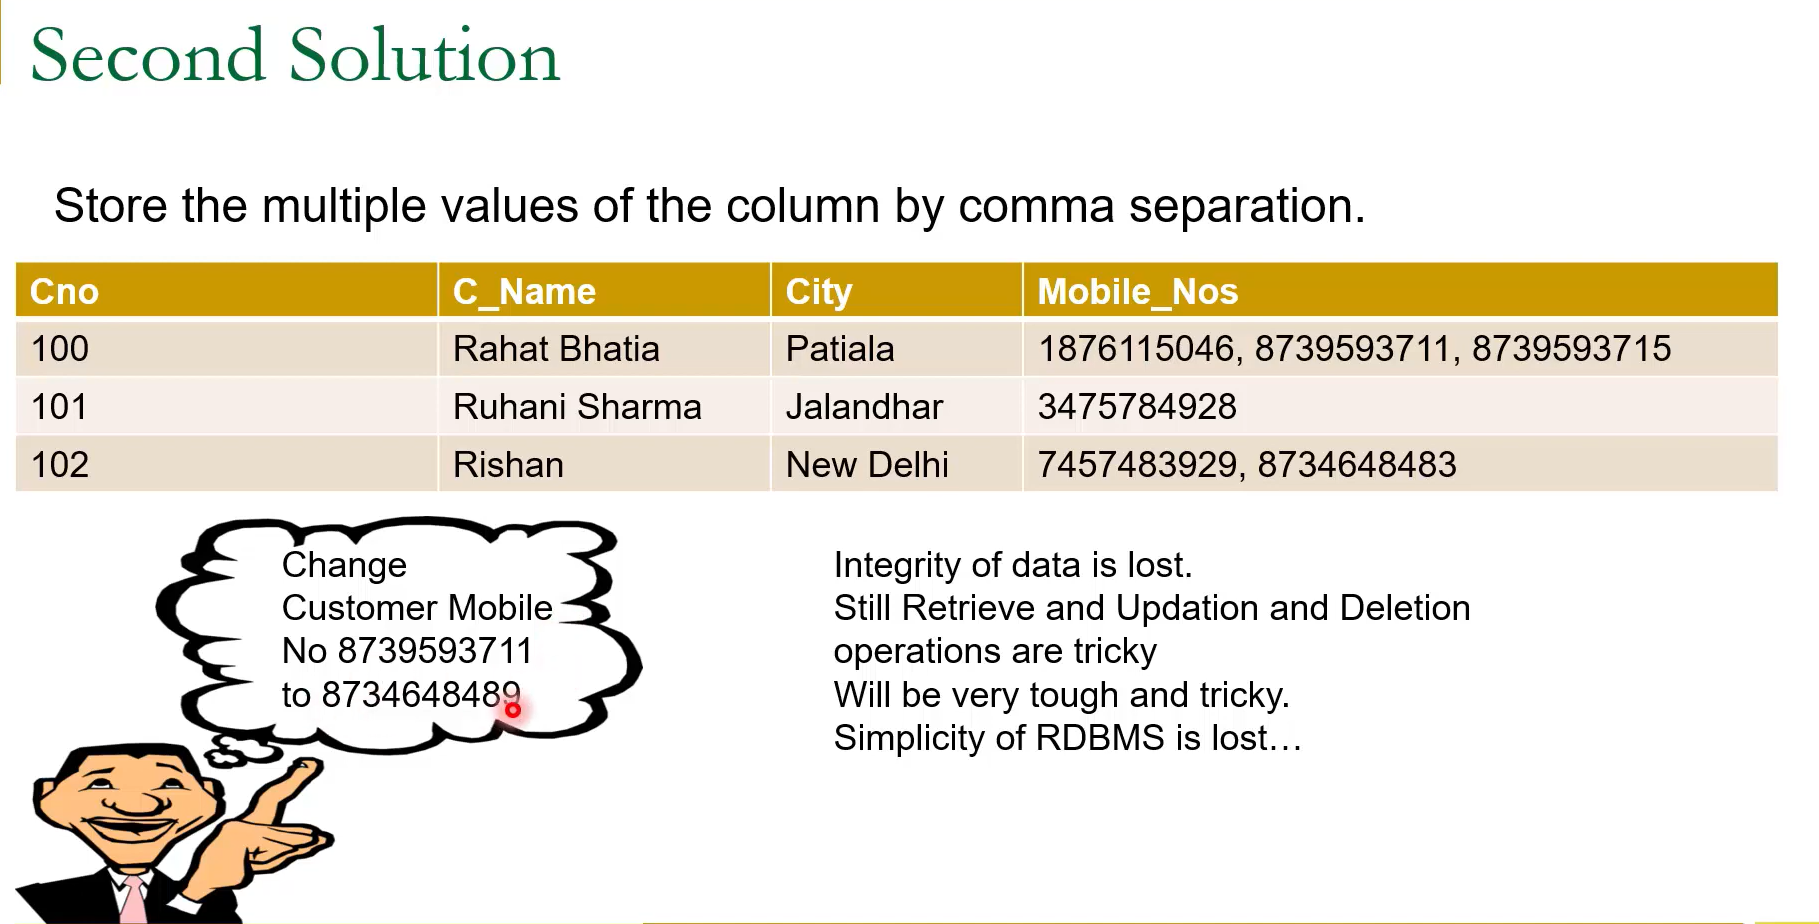 Second Solution
Store the multiple values of the column by comma separation.
Cno C_Name City Mobile_Nos
100 Rahat Bhatia Patiala 1876115046, 8739593711, 8739593715
101 Ruhani Sharma Jalandhar 3475784928
102 Rishan New Delhi 7457483929, 8734648483
Change
Customer Mobile
No 8739593711
to 8734648489
Integrity of data is lost.
Still Retrieve and Updation and Deletion
operations are tricky
Will be very tough and tricky.
Simplicity of RDBMS is lost…